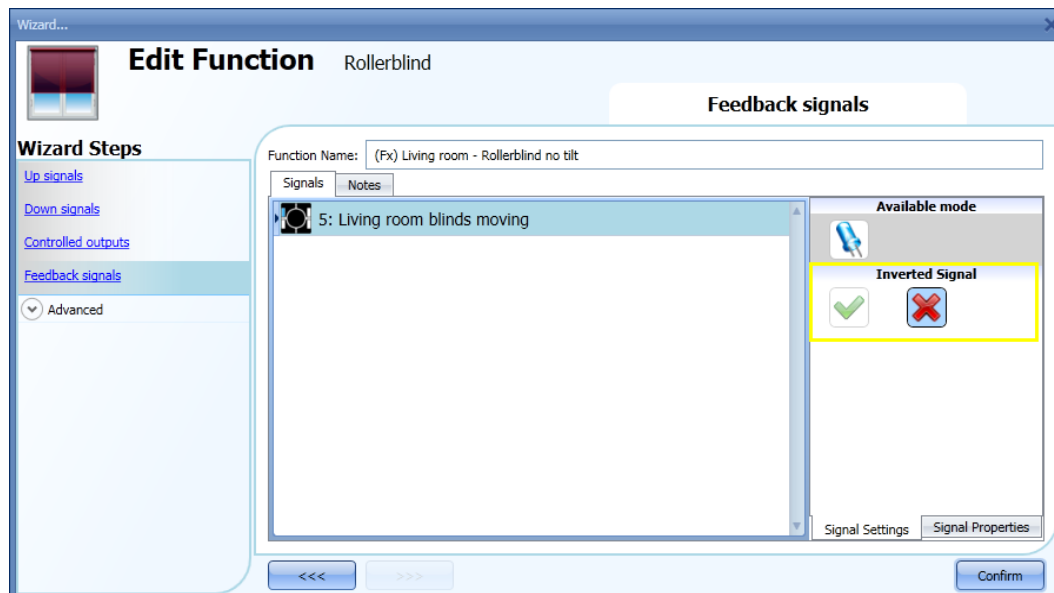 Wizard...
Edit Function Rollerblind
Feedback signals
Wizard Steps
Up signals
Down signals
Controlled outputs
Feedback signals
Advanced
Function Name: (Fx) Living room - Rollerblind no tilt
Signals Notes
5: Living room blinds moving
Available mode
Inverted Signal
Signal Settings Signal Properties
<<< >>> Confirm